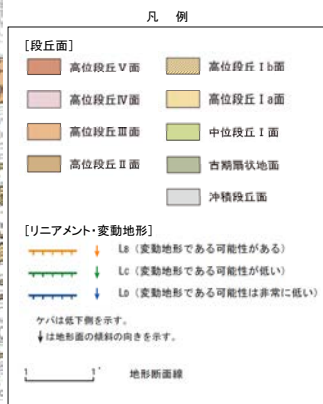 凡　例
[段丘面]
高位段丘Ⅴ面
高位段丘Ⅰb面
高位段丘Ⅳ面
高位段丘Ⅰa面
高位段丘Ⅲ面
中位段丘Ⅰ面
高位段丘Ⅱ面
古期扇状地面
沖積段丘面
[リニアメント・変動地形]
LB（変動地形である可能性がある）
LC（変動地形である可能性が低い）
LD（変動地形である可能性は非常に低い）
ケバは低下側を示す。
↓は地形面の傾斜の向きを示す。
1 1' 地形断面線